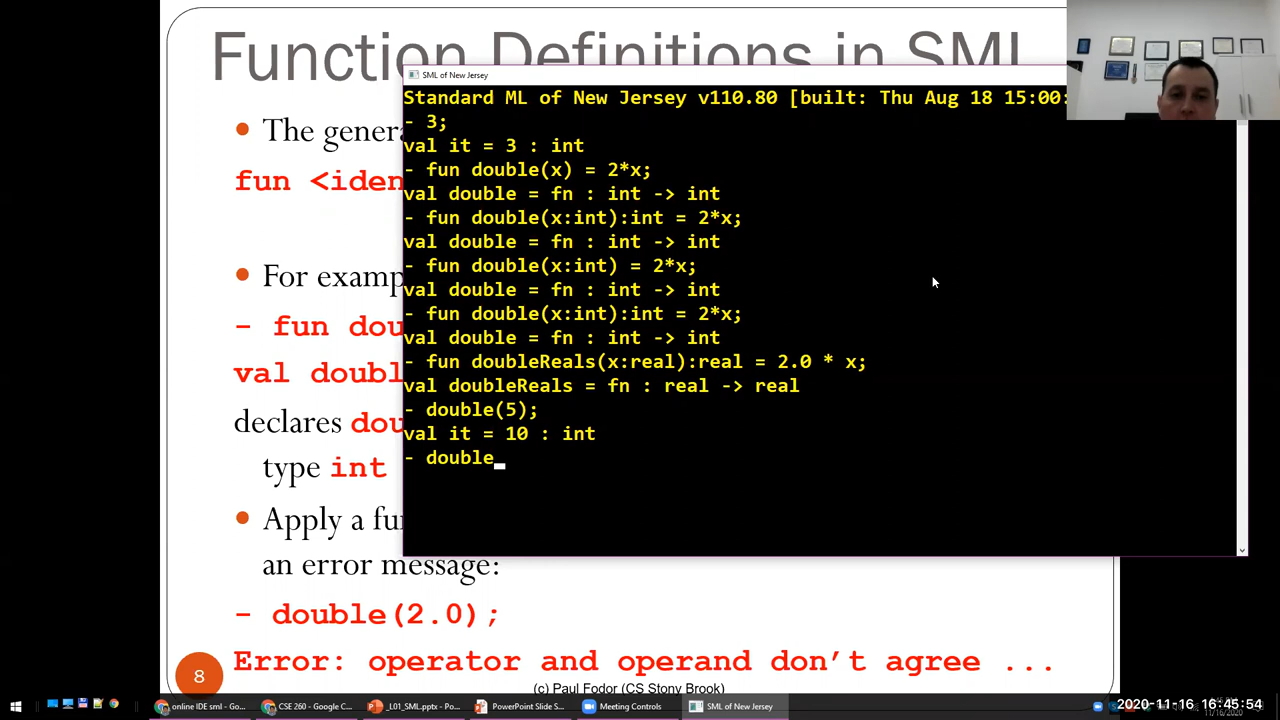 Function Definitions in SML
SML of New Jersey
Standard ML of New Jersey v110.80 [built: Thu Aug 18 15:00:
- 3;
val it = 3 : int
- fun double(x) = 2*x;
val double = fn : int -> int
- fun double(x:int):int = 2*x;
val double = fn : int -> int
- fun double(x:int) = 2*x;
val double = fn : int -> int
- fun double(x:int):int = 2*x;
val double = fn : int -> int
- fun doubleReals(x:real):real = 2.0 * x;
val doubleReals = fn : real -> real
- double(5);
val it = 10 : int
- double
• The genera
fun <iden
• For examp
- fun dou
val doubl
declares dou
type int
• Apply a fu
an error message:
- double(2.0);
Error: operator and operand don't agree ...
8
(c) Paul Fodor (CS Stony Brook)
online IDE sml - Go...
CSE 260 - Google C...
_L01_SML.pptx - Po...
PowerPoint Slide S...
Meeting Controls
SML of New Jersey
2020-11-16 16:45:54